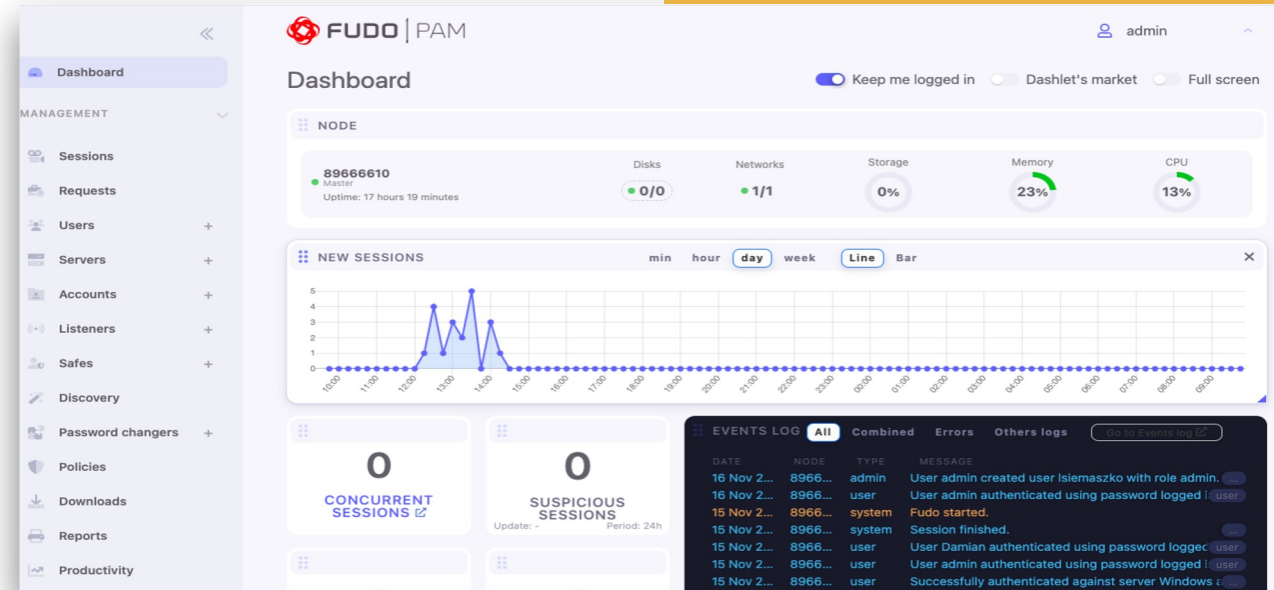 FUDO | PAM
admin
Dashboard
Dashboard
Keep me logged in
Dashlet's market
Full screen
MANAGEMENT
Sessions
Requests
Users +
Servers +
Accounts +
Listeners +
Safes +
Discovery
Password changers +
Policies
Downloads
Reports
Productivity
NODE
89666610
Master
Uptime: 17 hours 19 minutes
Disks
0/0
Networks
1/1
Storage
0%
Memory
23%
CPU
13%
NEW SESSIONS
min hour day week Line Bar
5
4
3
2
1
0
10:00 11:00 12:00 13:00 14:00 15:00 16:00 17:00 18:00 19:00 20:00 21:00 22:00 23:00 00:00 01:00 02:00 03:00 04:00 05:00 06:00 07:00 08:00 09:00
0
CONCURRENT
SESSIONS
0
SUSPICIOUS
SESSIONS
Update: - Period: 24h
EVENTS LOG All Combined Errors Others logs Go to Events log
DATE NODE TYPE MESSAGE
16 Nov 2... 8966... admin User admin created user lsiemaszko with role admin. ...
16 Nov 2... 8966... user User admin authenticated using password logged i user
15 Nov 2... 8966... system Fudo started.
15 Nov 2... 8966... system Session finished. ...
15 Nov 2... 8966... user User Damian authenticated using password logged user
15 Nov 2... 8966... user User admin authenticated using password logged i user
15 Nov 2... 8966... user Successfully authenticated against server Windows a ...